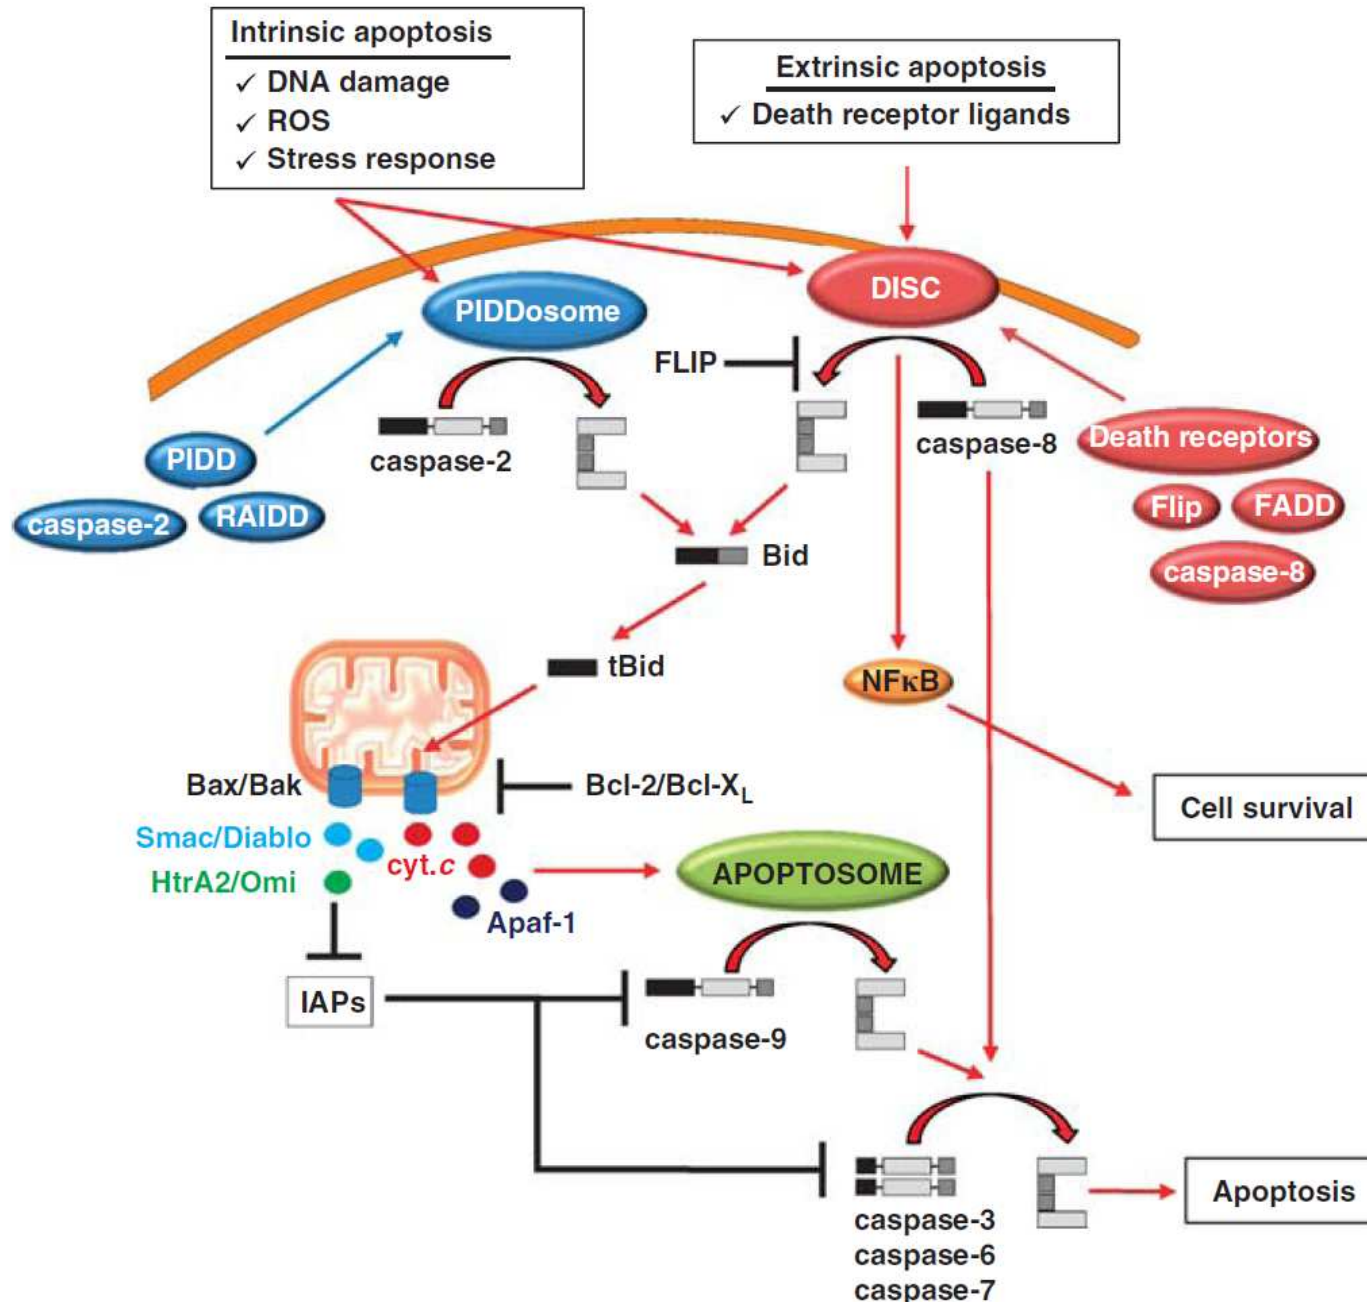 Intrinsic apoptosis
✓ DNA damage
✓ ROS
✓ Stress response
Extrinsic apoptosis
✓ Death receptor ligands
PIDDosome
DISC
FLIP
caspase-2
caspase-8
PIDD
caspase-2
RAIDD
Death receptors
Flip
FADD
caspase-8
Bid
tBid
NFκB
Bax/Bak
Bcl-2/Bcl-XL
Cell survival
Smac/Diablo
cyt.c
HtrA2/Omi
Apaf-1
APOPTOSOME
IAPs
caspase-9
Apoptosis
caspase-3
caspase-6
caspase-7